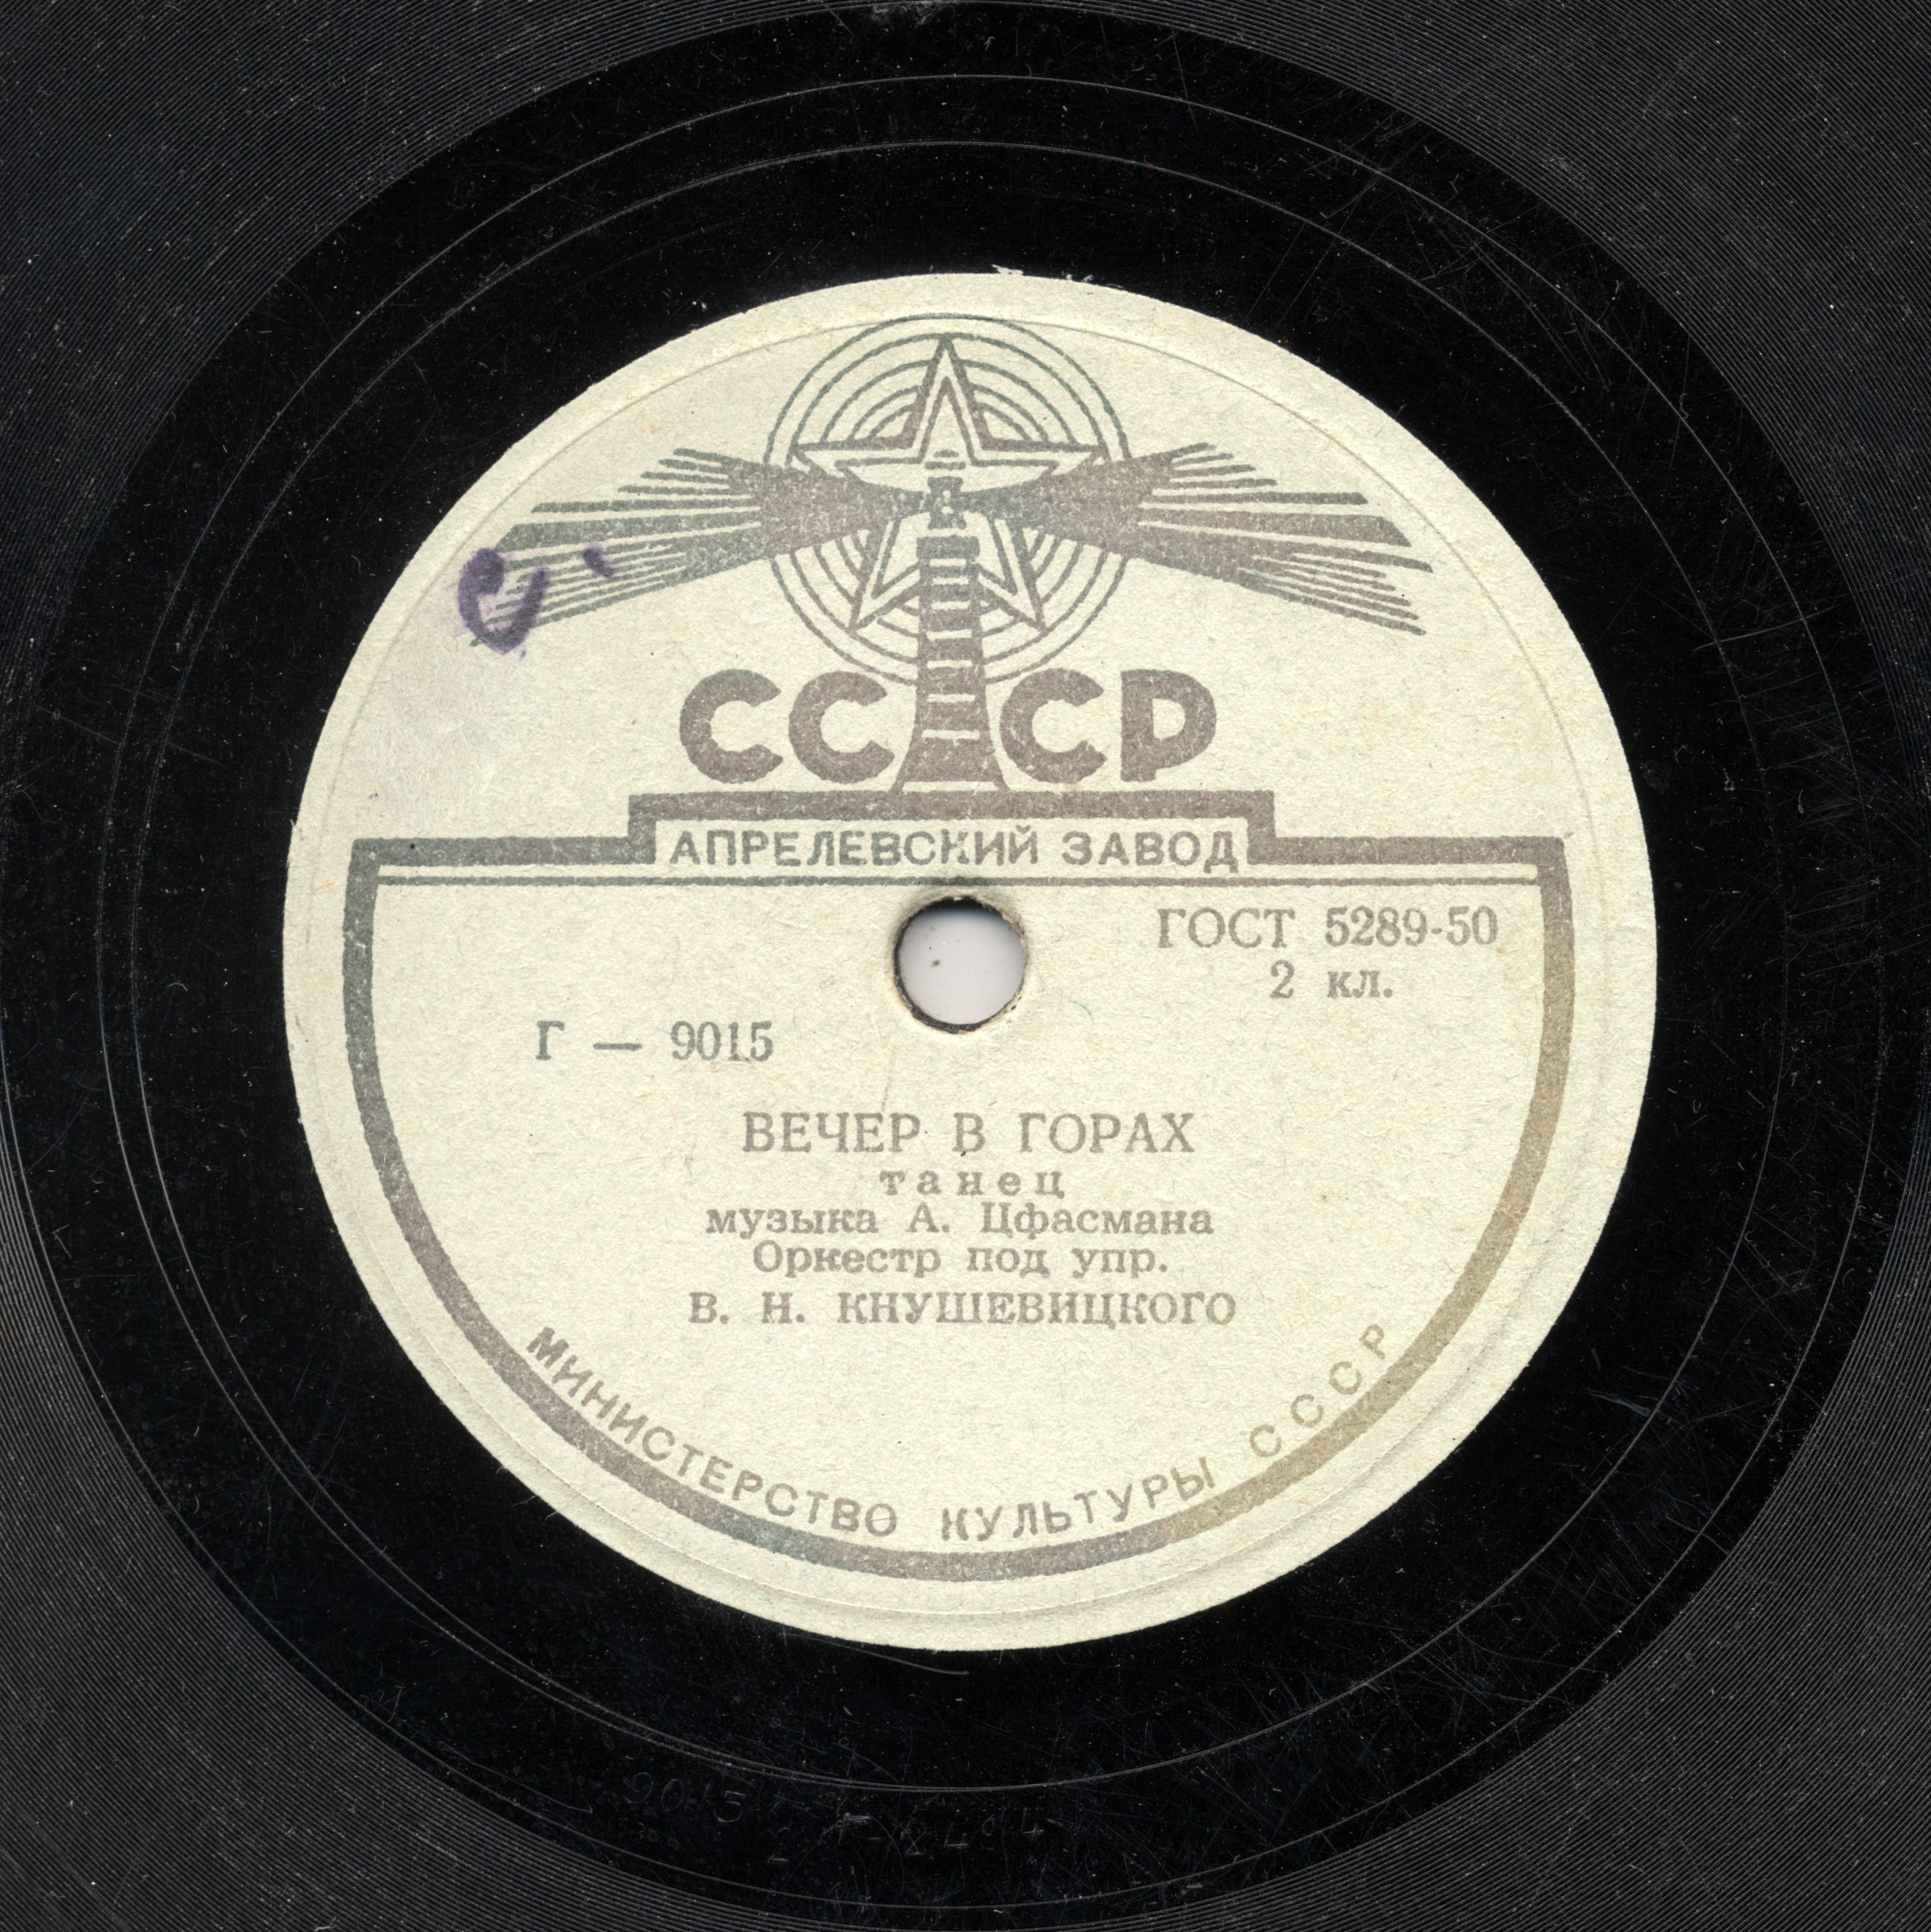 СССР
АПРЕЛЕВСКИЙ ЗАВОД
ГОСТ 5289-50
2 кл.
Г — 9015
ВЕЧЕР В ГОРАХ
танец
музыка А. Цфасмана
Оркестр под упр.
В. Н. КНУШЕВИЦКОГО
МИНИСТЕРСТВО КУЛЬТУРЫ СССР
9015